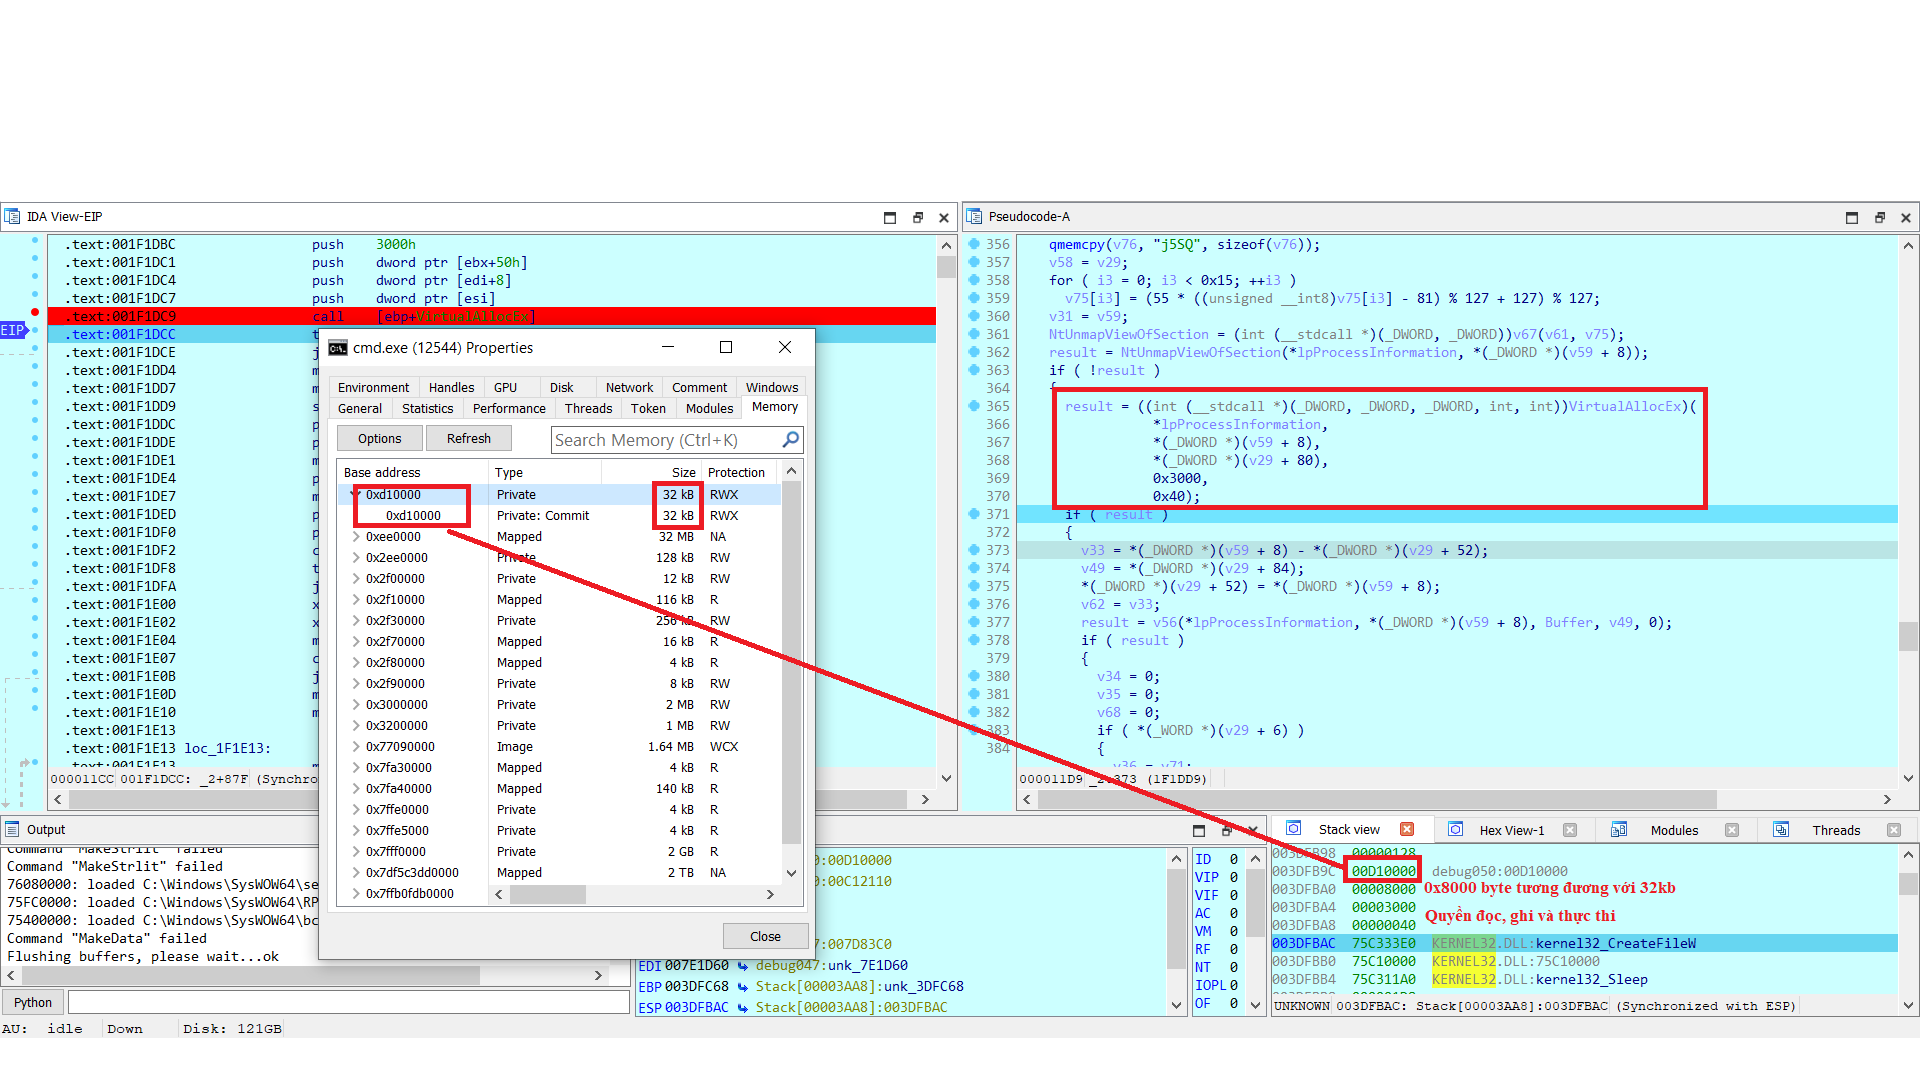 IDA View-EIP
.text:001F1DBC push 3000h
.text:001F1DC1 push dword ptr [ebx+50h]
.text:001F1DC4 push dword ptr [edi+8]
.text:001F1DC7 push dword ptr [esi]
.text:001F1DC9 call [ebp+VirtualAllocEx]
EIP
.text:001F1DCC t
.text:001F1DCE j
.text:001F1DD4 m
.text:001F1DD7 m
.text:001F1DD9 s
.text:001F1DDC p
.text:001F1DDE p
.text:001F1DE1 m
.text:001F1DE4 p
.text:001F1DE7 m
.text:001F1DED p
.text:001F1DF0 p
.text:001F1DF2 c
.text:001F1DF8 t
.text:001F1DFA j
.text:001F1E00 x
.text:001F1E02 x
.text:001F1E04 m
.text:001F1E07 c
.text:001F1E0B j
.text:001F1E0D m
.text:001F1E10 m
.text:001F1E13
.text:001F1E13 loc_1F1E13:
.text:001F1E13 m
000011CC 001F1DCC: _2+87F (Synchro
cmd.exe (12544) Properties
Environment Handles GPU Disk Network Comment Windows
General Statistics Performance Threads Token Modules Memory
Options Refresh Search Memory (Ctrl+K)
Base address Type Size Protection
0xd10000 Private 32 kB RWX
0xd10000 Private: Commit 32 kB RWX
0xee0000 Mapped 32 MB NA
0x2ee0000 Private 128 kB RW
0x2f00000 Private 12 kB RW
0x2f10000 Mapped 116 kB R
0x2f30000 Private 256 kB RW
0x2f70000 Mapped 16 kB R
0x2f80000 Mapped 4 kB R
0x2f90000 Private 8 kB RW
0x3000000 Private 2 MB RW
0x3200000 Private 1 MB RW
0x77090000 Image 1.64 MB WCX
0x7fa30000 Mapped 4 kB R
0x7fa40000 Mapped 140 kB R
0x7ffe0000 Private 4 kB R
0x7ffe5000 Private 4 kB R
0x7fff0000 Private 2 GB R
0x7df5c3dd0000 Mapped 2 TB NA
0x7ffb0fdb0000
Close
Pseudocode-A
356 qmemcpy(v76, "j5SQ", sizeof(v76));
357 v58 = v29;
358 for ( i3 = 0; i3 < 0x15; ++i3 )
359 v75[i3] = (55 * ((unsigned __int8)v75[i3] - 81) % 127 + 127) % 127;
360 v31 = v59;
361 NtUnmapViewOfSection = (int (__stdcall *)(_DWORD, _DWORD))v67(v61, v75);
362 result = NtUnmapViewOfSection(*lpProcessInformation, *(_DWORD *)(v59 + 8));
363 if ( !result )
364 {
365 result = ((int (__stdcall *)(_DWORD, _DWORD, _DWORD, int, int))VirtualAllocEx)(
366 *lpProcessInformation,
367 *(_DWORD *)(v59 + 8),
368 *(_DWORD *)(v29 + 80),
369 0x3000,
370 0x40);
371 if ( result )
372 {
373 v33 = *(_DWORD *)(v59 + 8) - *(_DWORD *)(v29 + 52);
374 v49 = *(_DWORD *)(v29 + 84);
375 *(_DWORD *)(v29 + 52) = *(_DWORD *)(v59 + 8);
376 v62 = v33;
377 result = v56(*lpProcessInformation, *(_DWORD *)(v59 + 8), Buffer, v49, 0);
378 if ( result )
379 {
380 v34 = 0;
381 v35 = 0;
382 v68 = 0;
383 if ( *(_WORD *)(v29 + 6) )
384 {
v36 = v71;
000011D9 _2:373 (1F1DD9)
Output
Command "MakeStrlit" failed
Command "MakeStrlit" failed
76080000: loaded C:\Windows\SysWOW64\se
75FC0000: loaded C:\Windows\SysWOW64\RP
75400000: loaded C:\Windows\SysWOW64\bc
Command "MakeData" failed
Flushing buffers, please wait...ok
Python
AU: idle Down Disk: 121GB
:00D10000
:00C12110
7:007D83C0
EDI 007E1D60 debug047:unk_7E1D60
EBP 003DFC68 Stack[00003AA8]:unk_3DFC68
ESP 003DFBAC Stack[00003AA8]:003DFBAC
ID 0
VIP 0
VIF 0
AC 0
VM 0
RF 0
NT 0
IOPL 0
OF 0
Stack view Hex View-1 Modules Threads
003DFB98 00000128
003DFB9C 00D10000 debug050:00D10000
003DFBA0 00008000 0x8000 byte tương đương với 32kb
003DFBA4 00003000
Quyền đọc, ghi và thực thi
003DFBA8 00000040
003DFBAC 75C333E0 KERNEL32.DLL:kernel32_CreateFileW
003DFBB0 75C10000 KERNEL32.DLL:75C10000
003DFBB4 75C311A0 KERNEL32.DLL:kernel32_Sleep
UNKNOWN 003DFBAC: Stack[00003AA8]:003DFBAC (Synchronized with ESP)